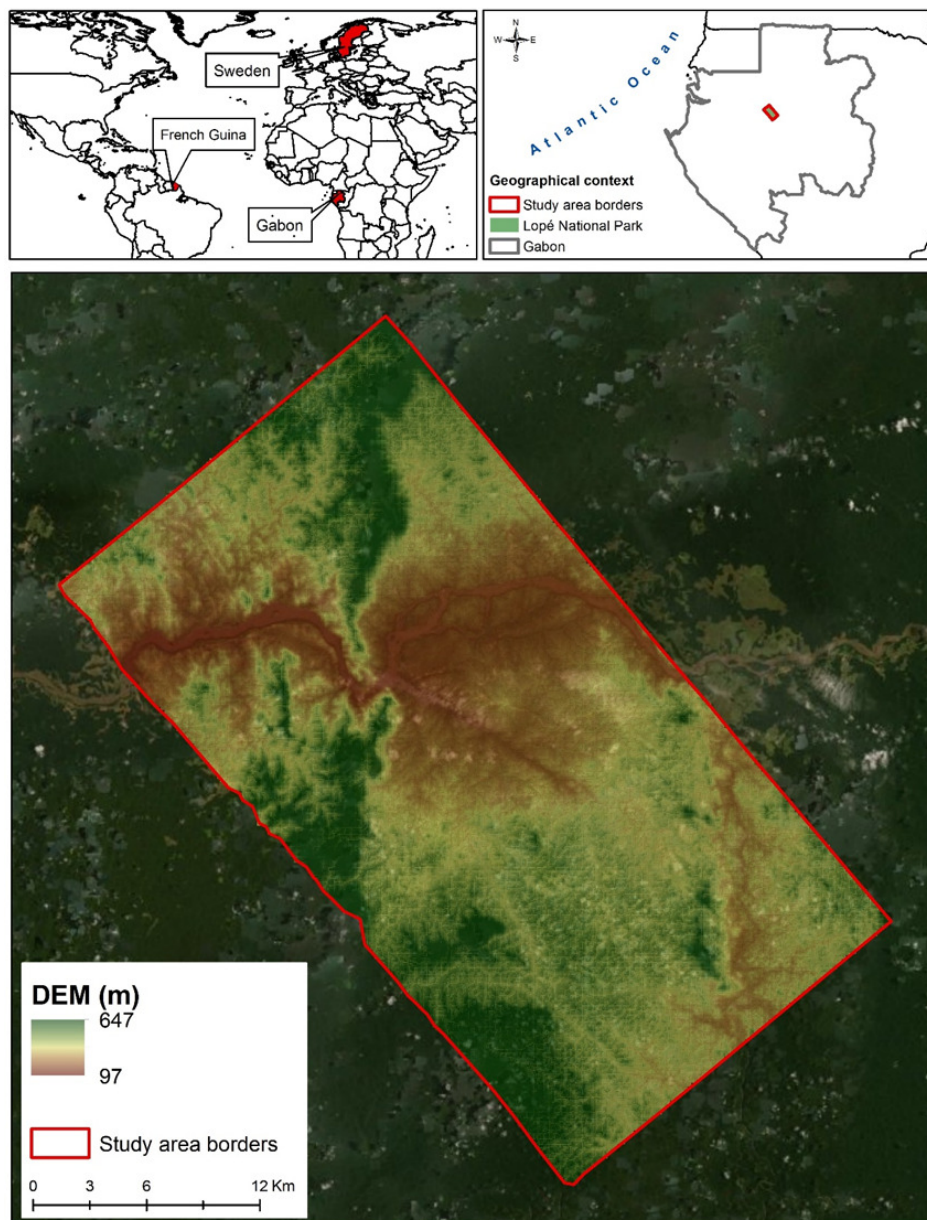 Sweden
French Guina
Gabon
N
W E
S
Atlantic Ocean
Geographical context
Study area borders
Lopé National Park
Gabon
DEM (m)
647
97
Study area borders
0 3 6 12 Km